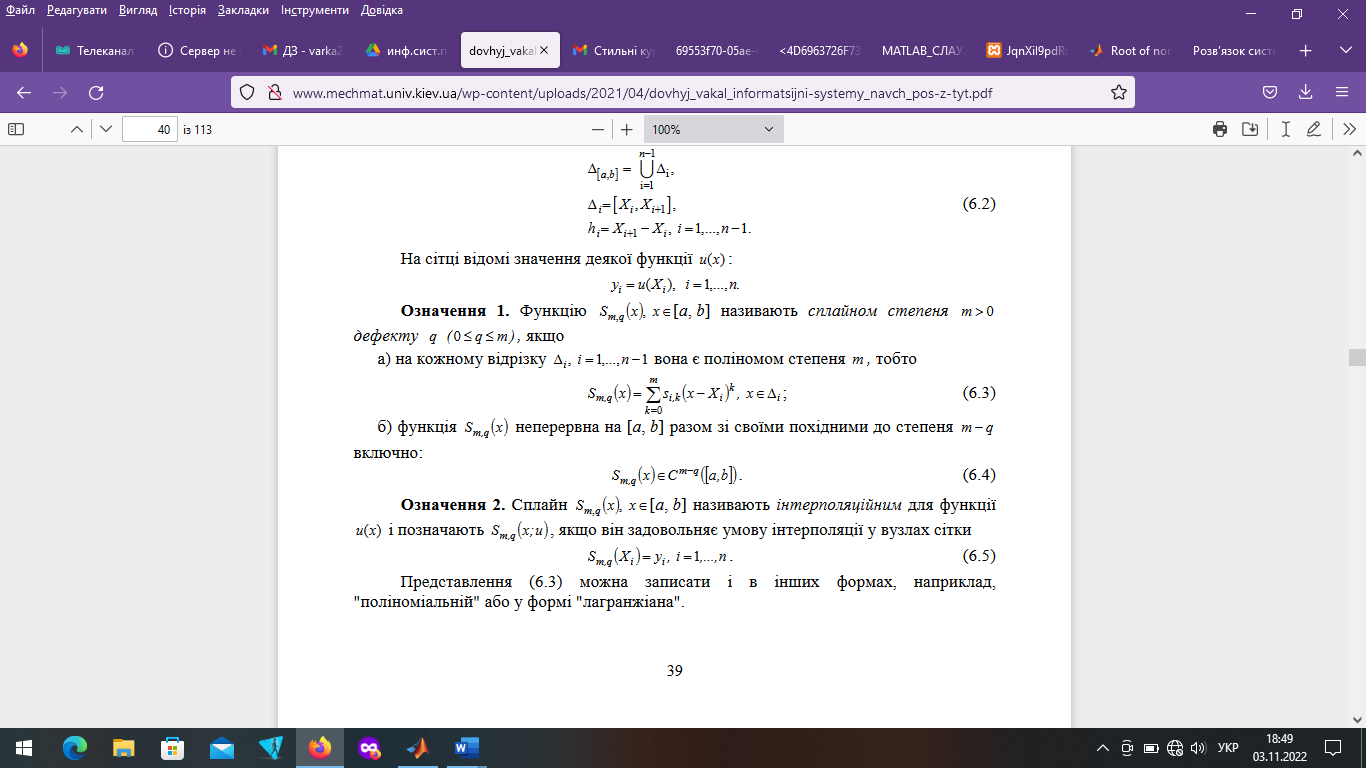 Файл Редагувати Вигляд Історія Закладки Інструменти Довідка
Телеканал Сервер не ДЗ - varka2 инф.сист.п dovhyj_vakal Стильні ку 69553f70-05ae-4 <4D6963726F73 MATLAB_СЛАУ JqnXil9pdRs Root of non Розв'язок сист
www.mechmat.univ.kiev.ua/wp-content/uploads/2021/04/dovhyj_vakal_informatsijni-systemy_navch_pos-z-tyt.pdf
40 із 113 100%
Δ[a,b] = ⋃_{i=1}^{n−1} Δi,
Δi=[Xi, Xi+1], (6.2)
hi= Xi+1 − Xi, i=1,...,n−1.
На сітці відомі значення деякої функції u(x):
yi = u(Xi), i=1,...,n.
Означення 1. Функцію Sm,q(x), x∈[a, b] називають сплайном степеня m>0
дефекту q (0≤q≤m), якщо
а) на кожному відрізку Δi, i=1,...,n−1 вона є поліномом степеня m, тобто
Sm,q(x)=∑_{k=0}^{m} si,k(x−Xi)^k, x∈Δi; (6.3)
б) функція Sm,q(x) неперервна на [a, b] разом зі своїми похідними до степеня m−q
включно:
Sm,q(x)∈C^{m−q}([a,b]). (6.4)
Означення 2. Сплайн Sm,q(x), x∈[a, b] називають інтерполяційним для функції
u(x) і позначають Sm,q(x;u), якщо він задовольняє умову інтерполяції у вузлах сітки
Sm,q(Xi)=yi, i=1,...,n. (6.5)
Представлення (6.3) можна записати і в інших формах, наприклад,
"поліноміальній" або у формі "лагранжіана".
39
УКР 18:49
03.11.2022